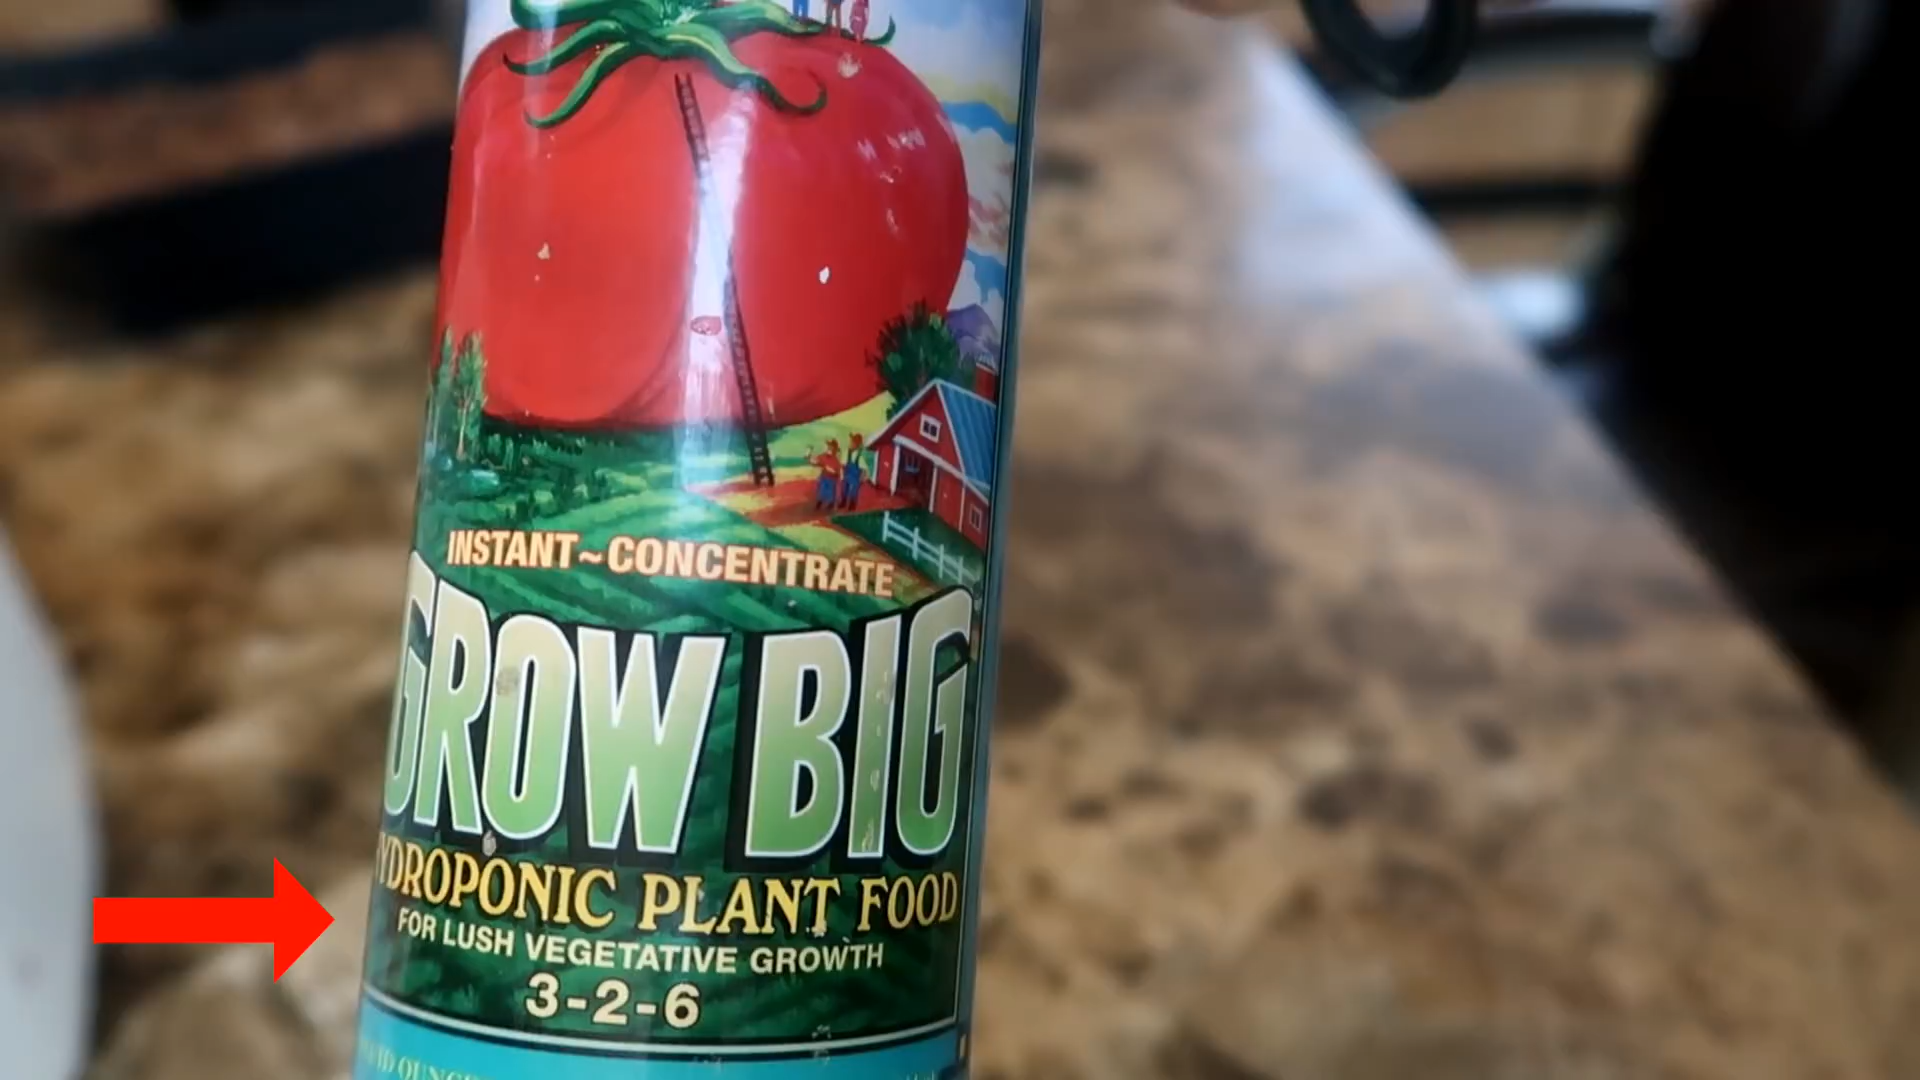 INSTANT~CONCENTRATE
GROW BIG
HYDROPONIC PLANT FOOD
FOR LUSH VEGETATIVE GROWTH
3-2-6